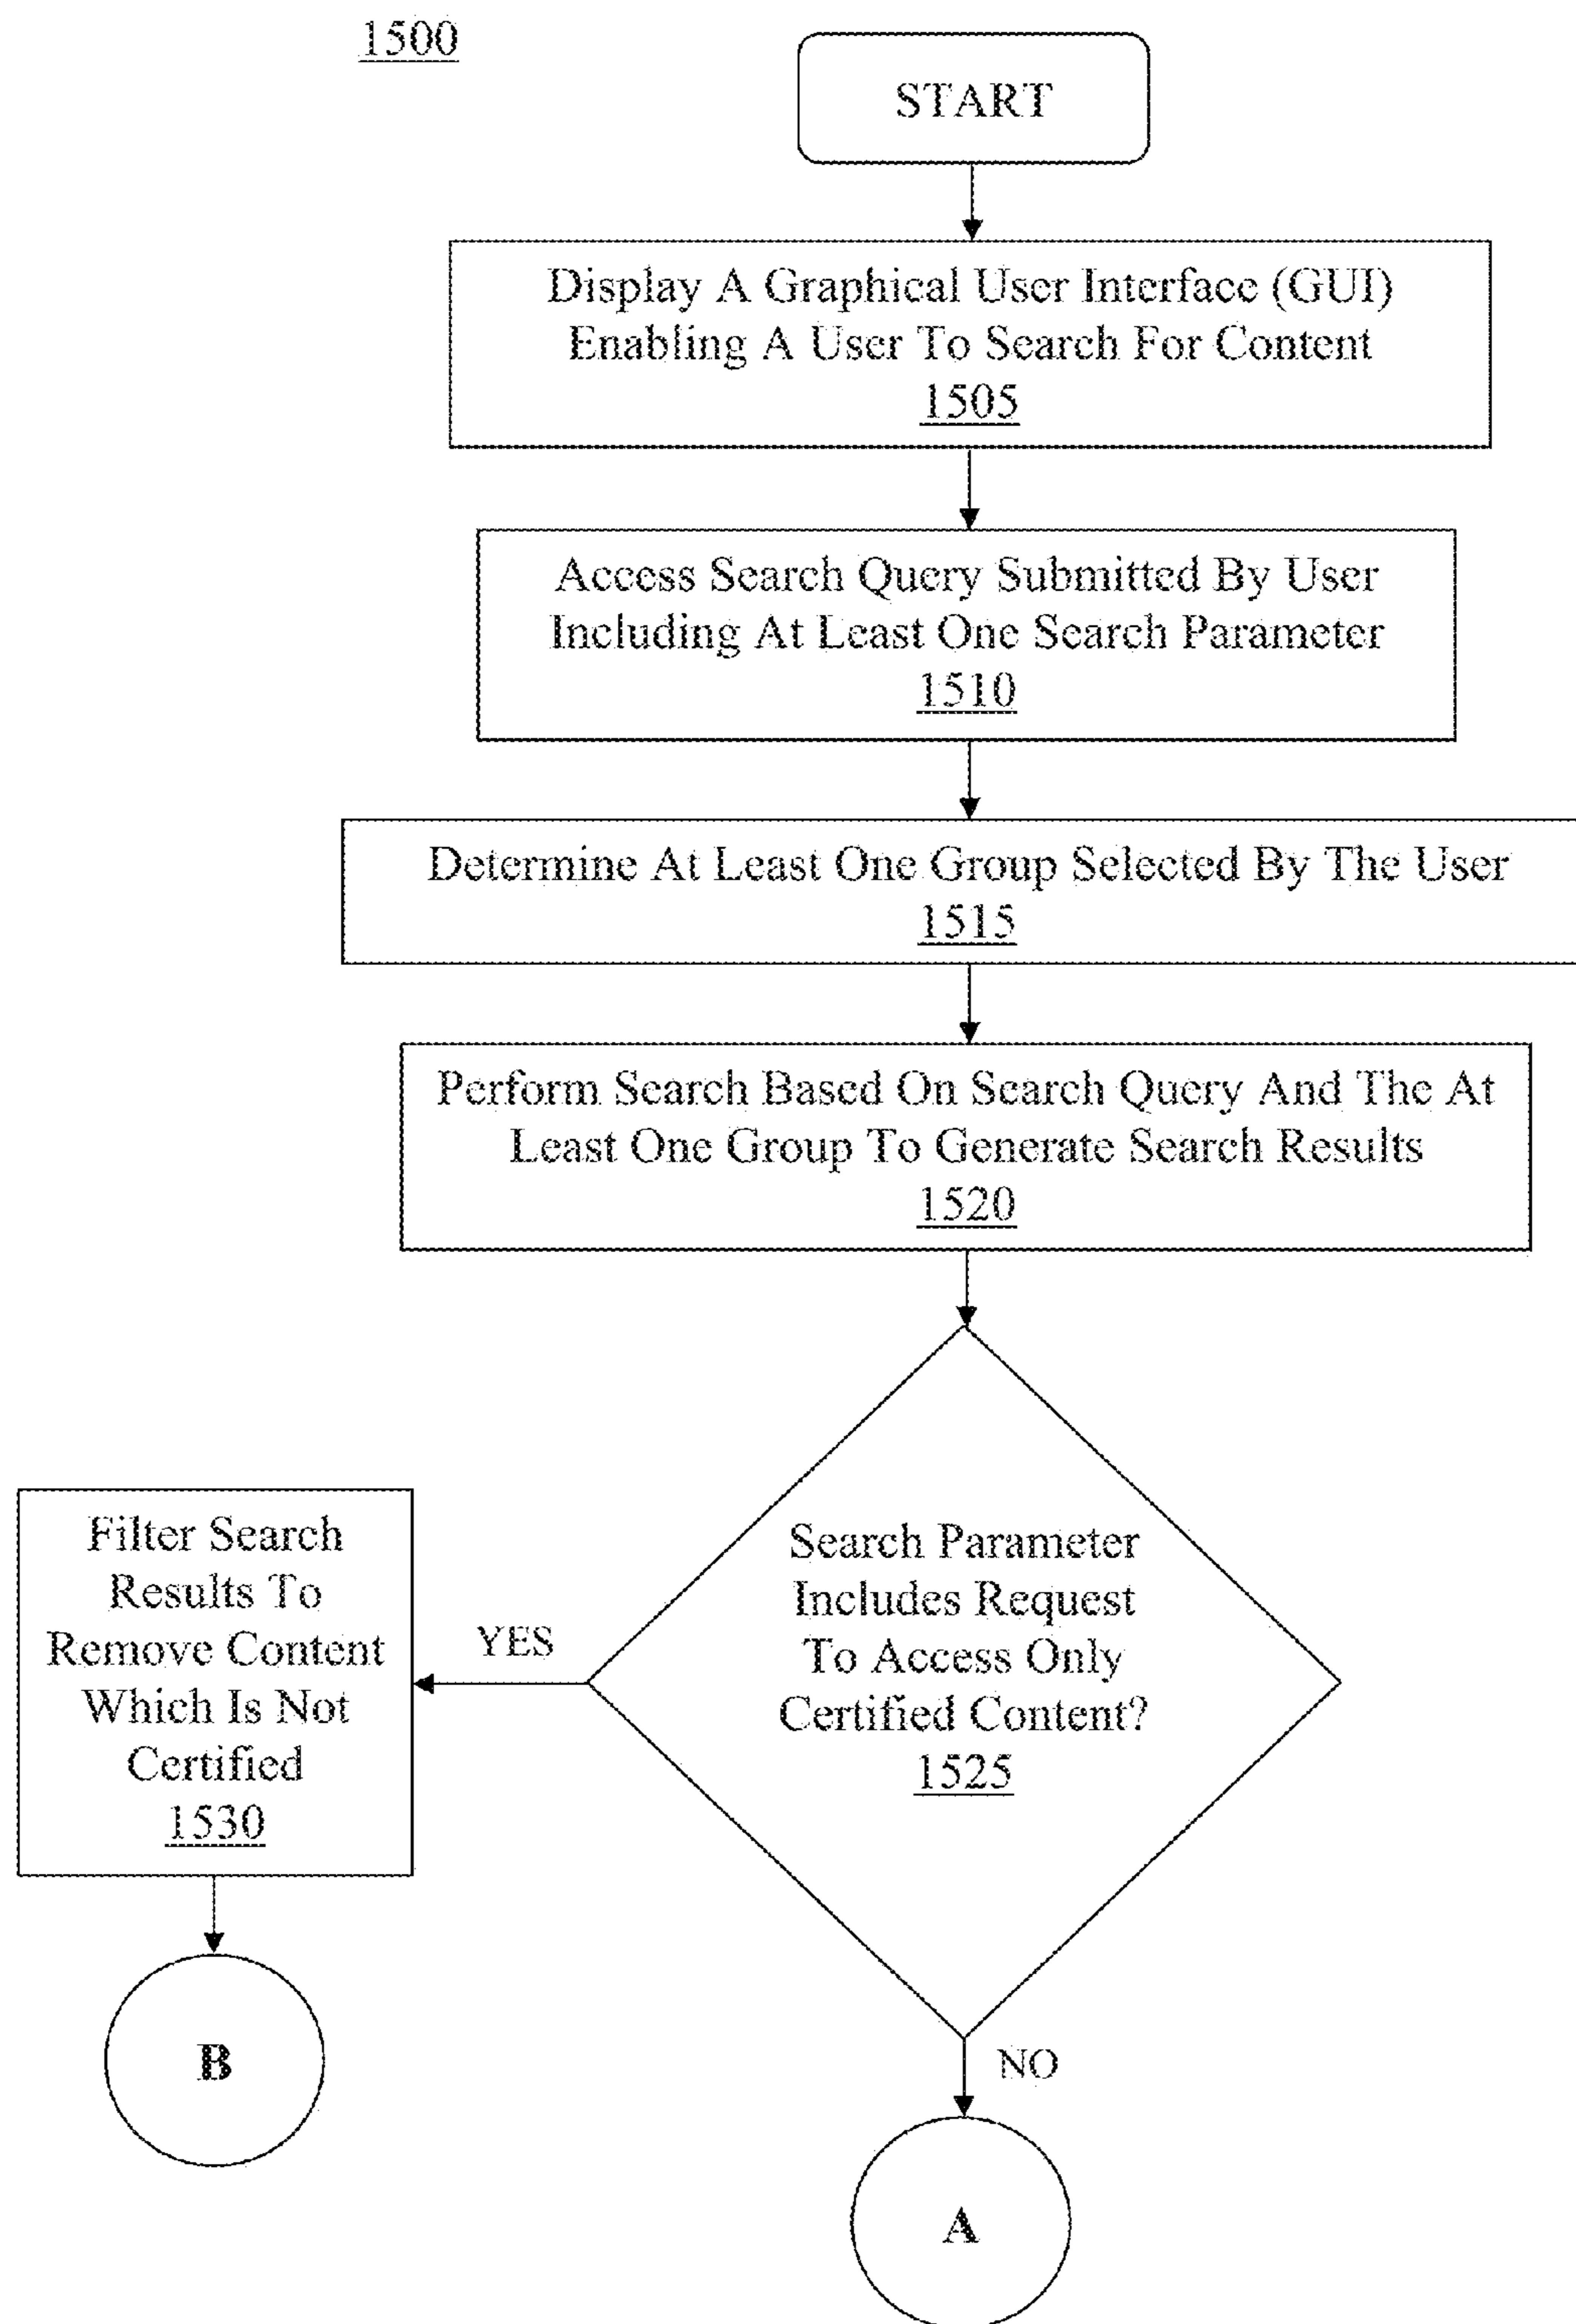 1500
START
Display A Graphical User Interface (GUI)
Enabling A User To Search For Content
1505
Access Search Query Submitted By User
Including At Least One Search Parameter
1510
Determine At Least One Group Selected By The User
1515
Perform Search Based On Search Query And The At
Least One Group To Generate Search Results
1520
Search Parameter
Includes Request
To Access Only
Certified Content?
1525
YES
Filter Search
Results To
Remove Content
Which Is Not
Certified
1530
B
NO
A